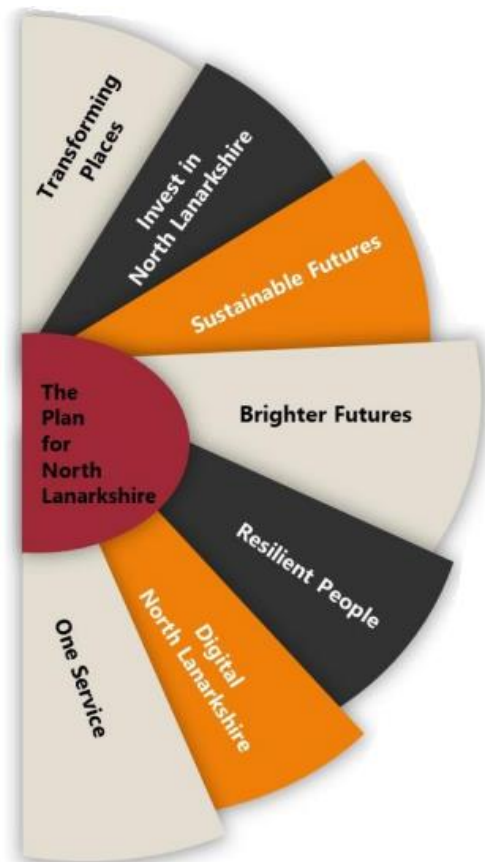 Transforming
Places
Invest in
North Lanarkshire
Sustainable Futures
Brighter Futures
The
Plan
for
North
Lanarkshire
Resilient People
Digital
North Lanarkshire
One Service